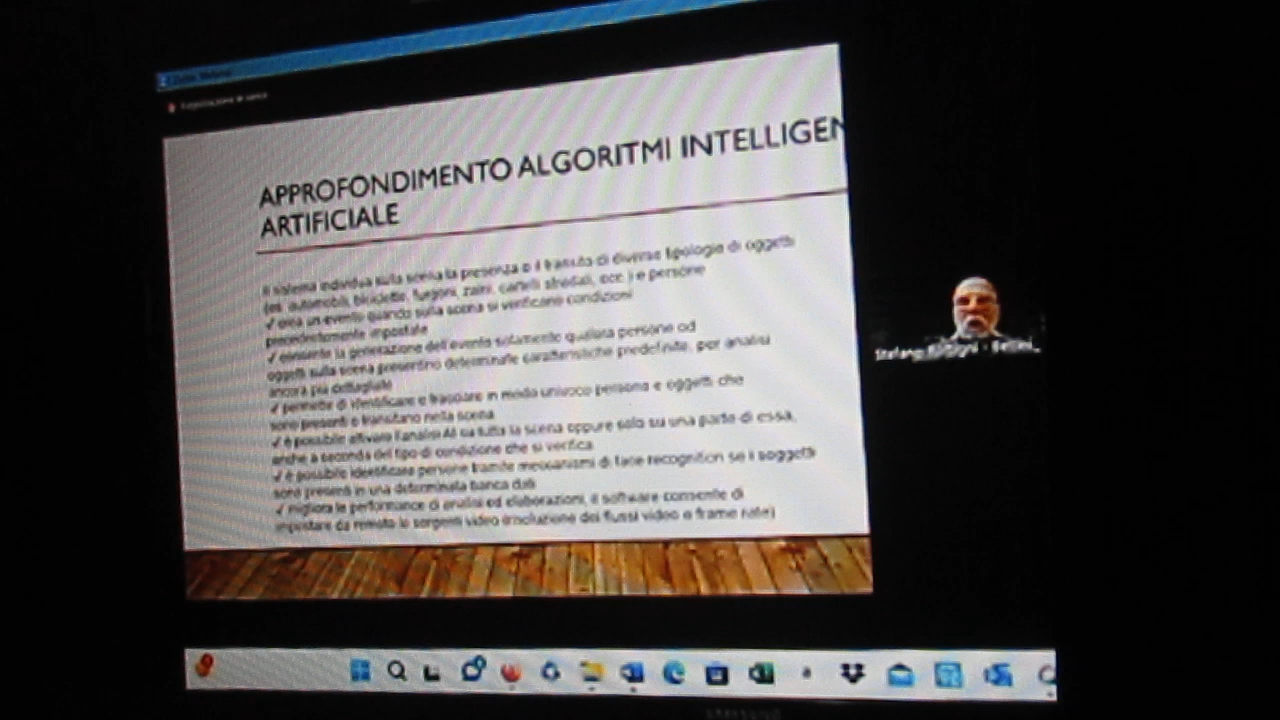 Zoom Webinar
Registrazione in corso
APPROFONDIMENTO ALGORITMI INTELLIGEN
ARTIFICIALE
Il sistema individua sulla scena la presenza o il transito di diverse tipologie di oggetti
(es. automobili, biciclette, furgoni, zaini, cartelli stradali, ecc.) e persone
✓ crea un evento quando sulla scena si verificano condizioni
precedentemente impostate
✓ consente la generazione dell'evento solamente qualora persone od
oggetti sulla scena presentino determinate caratteristiche predefinite, per analisi
ancora più dettagliate
✓ permette di identificare e tracciare in modo univoco persone e oggetti che
sono presenti o transitano nella scena
✓ è possibile attivare l'analisi AI su tutta la scena oppure solo su una parte di essa,
anche a seconda del tipo di condizione che si verifica
✓ è possibile identificare persone tramite meccanismi di face recognition se i soggetti
sono presenti in una determinata banca dati
✓ migliora le performance di analisi ed elaborazioni, il software consente di
impostare da remoto le sorgenti video (risoluzione dei flussi video e frame rate)
Stefano
SAMSUNG